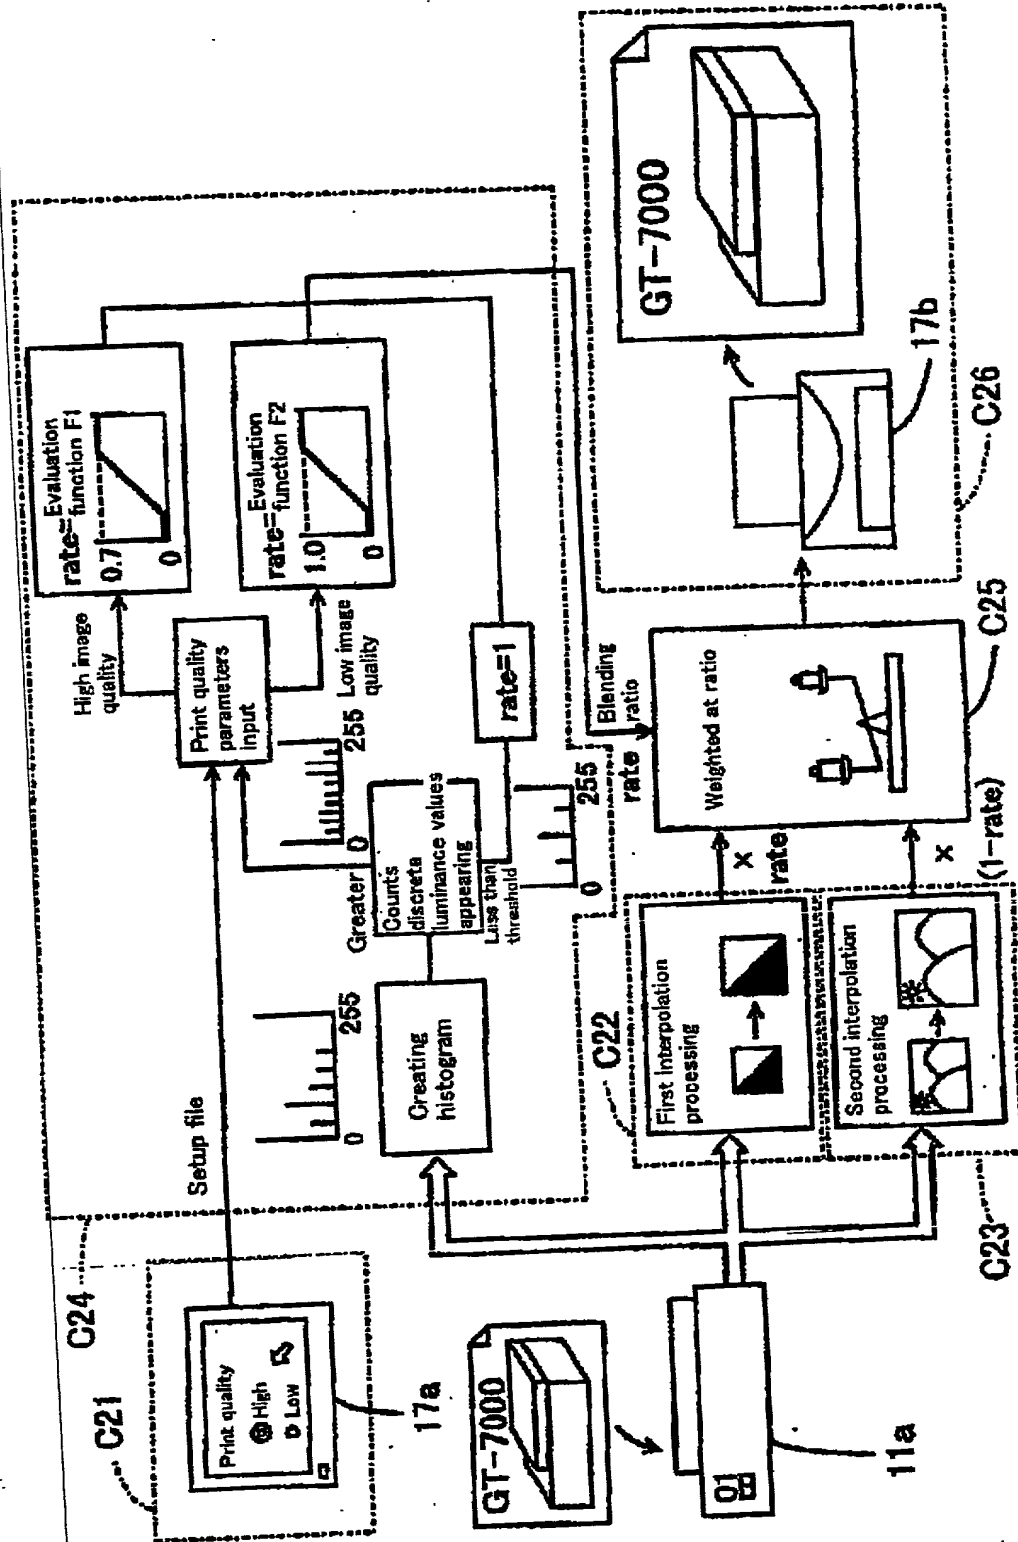 C21
Print quality
High
Low
17a
C24
Setup file
0
255
Creating
histogram
Counts
discrete
luminance values
appearing
Greater
0
255
Less than
threshold
0
255
rate=1
Print quality
parameters
input
High image
quality
Low image
quality
rate=Evaluation
function F1
0.7
0
rate=Evaluation
function F2
1.0
0
Blending
ratio
rate
GT-7000
11a
C22
First interpolation
processing
C23
Second interpolation
processing
×
rate
×
(1-rate)
Weighted at ratio
C25
17b
C26
GT-7000